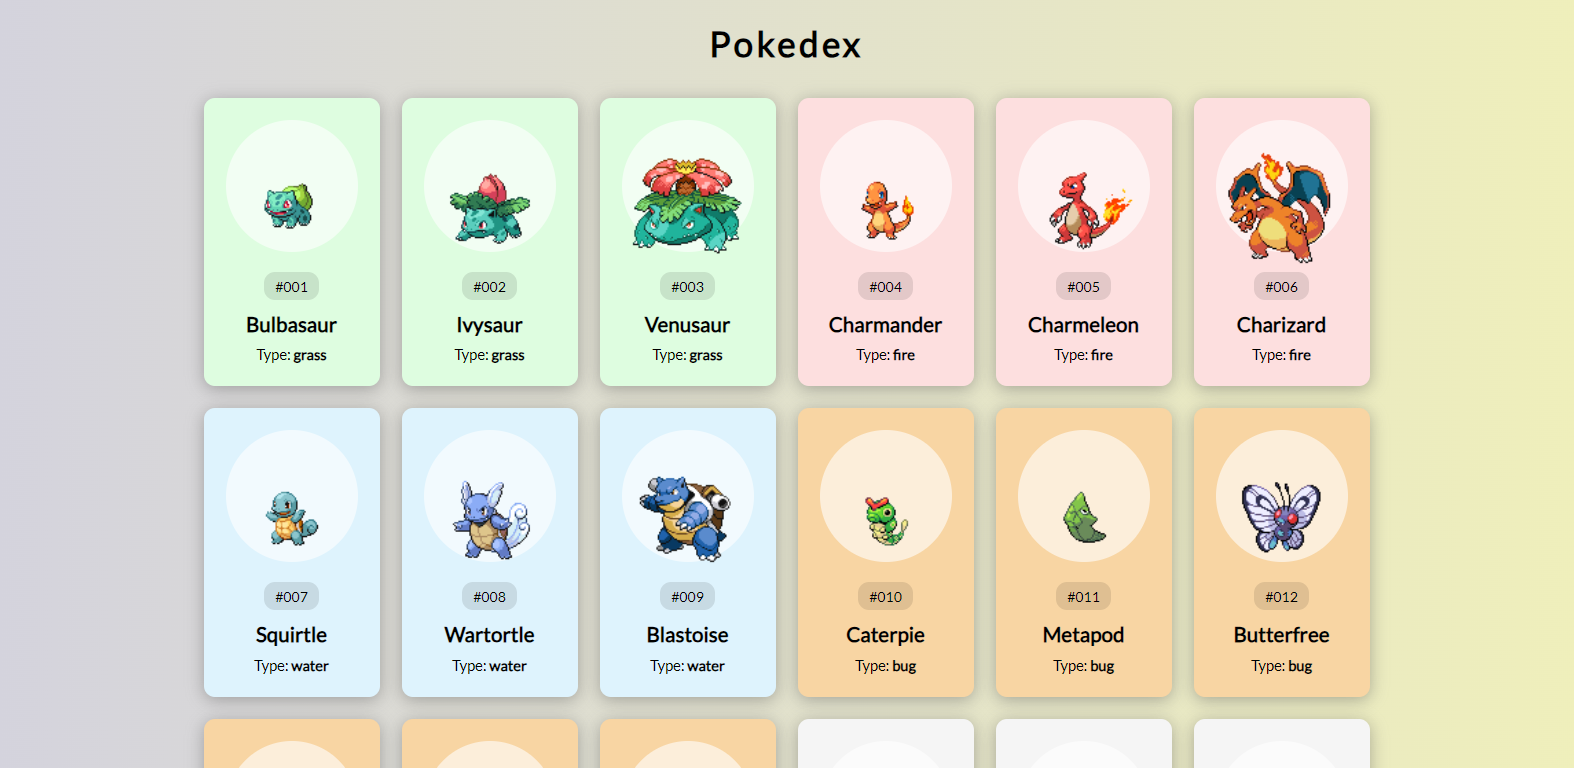 Pokedex
#001
Bulbasaur
Type: grass
#002
Ivysaur
Type: grass
#003
Venusaur
Type: grass
#004
Charmander
Type: fire
#005
Charmeleon
Type: fire
#006
Charizard
Type: fire
#007
Squirtle
Type: water
#008
Wartortle
Type: water
#009
Blastoise
Type: water
#010
Caterpie
Type: bug
#011
Metapod
Type: bug
#012
Butterfree
Type: bug